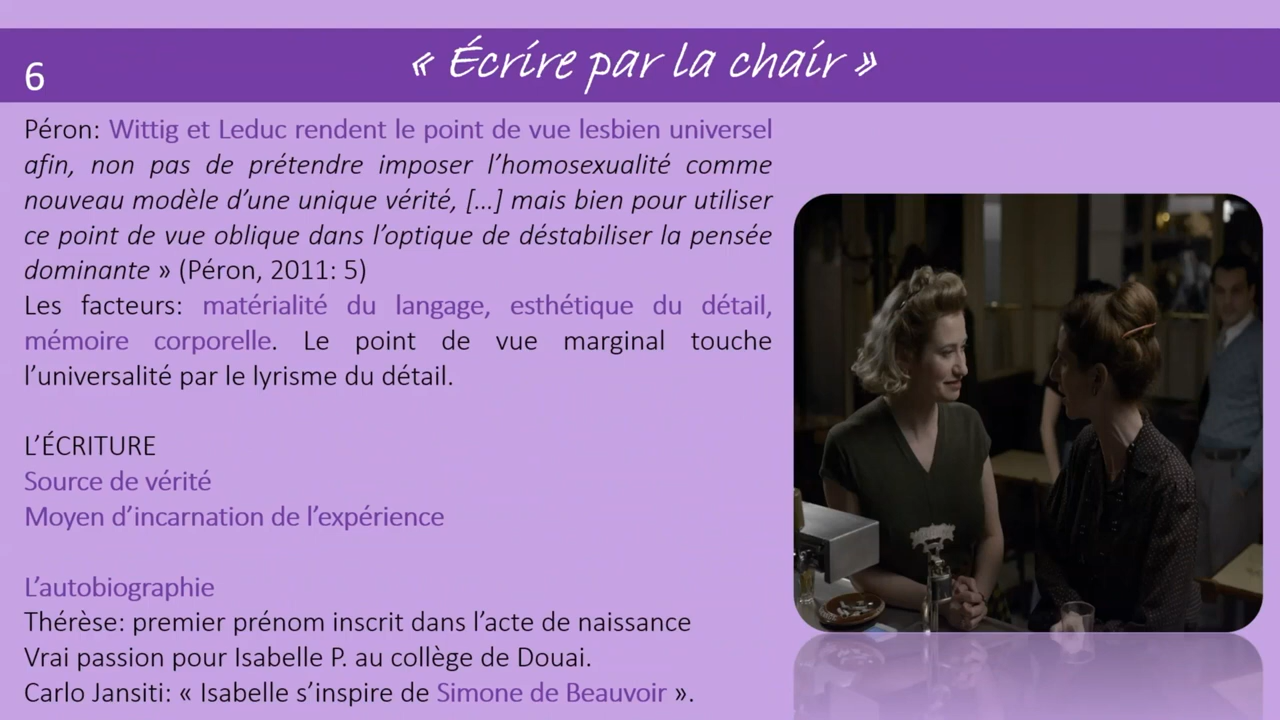 6
« Écrire par la chair »
Péron: Wittig et Leduc rendent le point de vue lesbien universel
afin, non pas de prétendre imposer l’homosexualité comme
nouveau modèle d’une unique vérité, […] mais bien pour utiliser
ce point de vue oblique dans l’optique de déstabiliser la pensée
dominante » (Péron, 2011: 5)
Les facteurs: matérialité du langage, esthétique du détail,
mémoire corporelle. Le point de vue marginal touche
l’universalité par le lyrisme du détail.
L’ÉCRITURE
Source de vérité
Moyen d’incarnation de l’expérience
L’autobiographie
Thérèse: premier prénom inscrit dans l’acte de naissance
Vrai passion pour Isabelle P. au collège de Douai.
Carlo Jansiti: « Isabelle s’inspire de Simone de Beauvoir ».